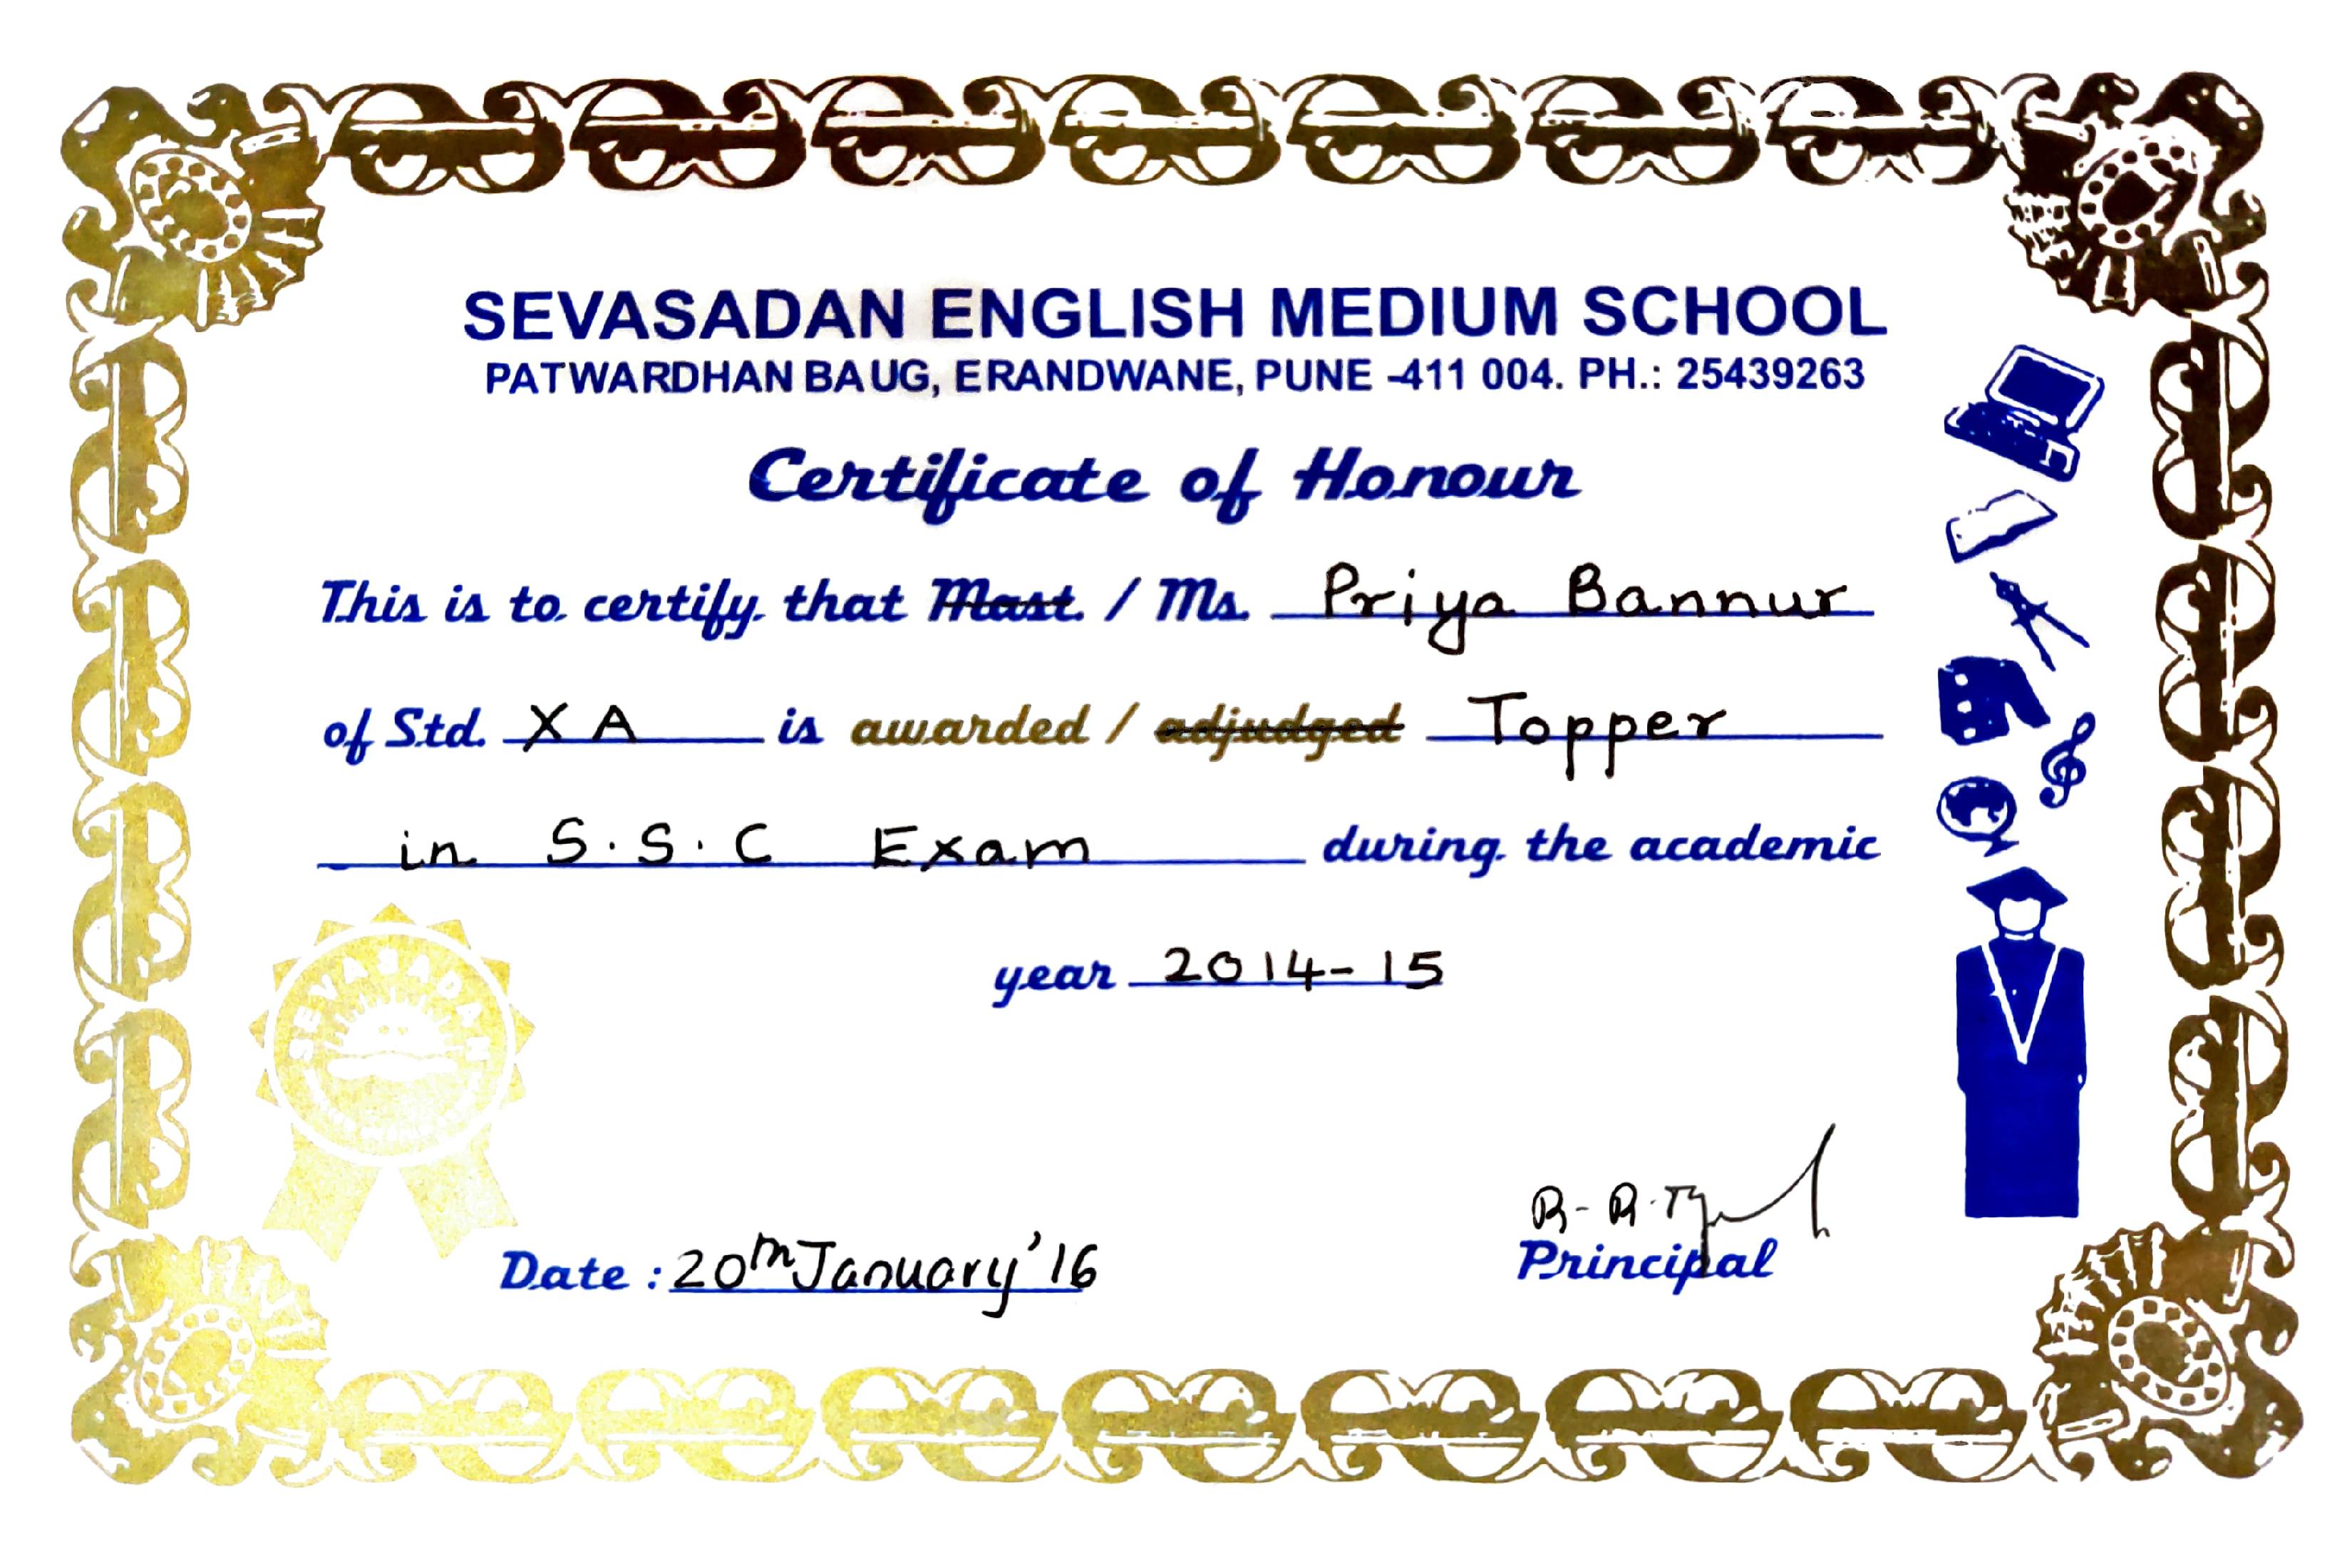 SEVASADAN ENGLISH MEDIUM SCHOOL
PATWARDHAN BAUG, ERANDWANE, PUNE -411 004. PH.: 25439263
Certificate of Honour
This is to certify that Mast. / Ms. Priya Bannur
of Std. X A is awarded / adjudged Topper
in S.S.C Exam during the academic
year 2014-15
SEVASADAN
Date : 20th January '16
Principal